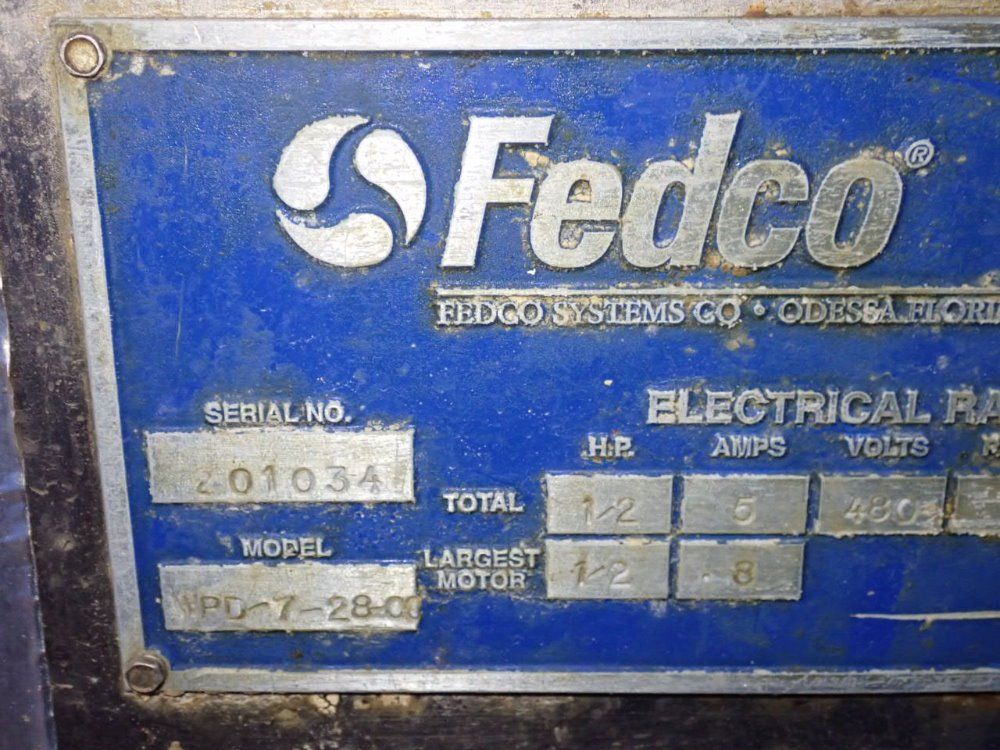 Fedco®
FEDCO SYSTEMS CO • ODESSA, FLORI
SERIAL NO.
201034
MODEL
PD-7-28-
ELECTRICAL RA
H.P. AMPS VOLTS
TOTAL 1/2 5 480
LARGEST MOTOR 1/2 .8